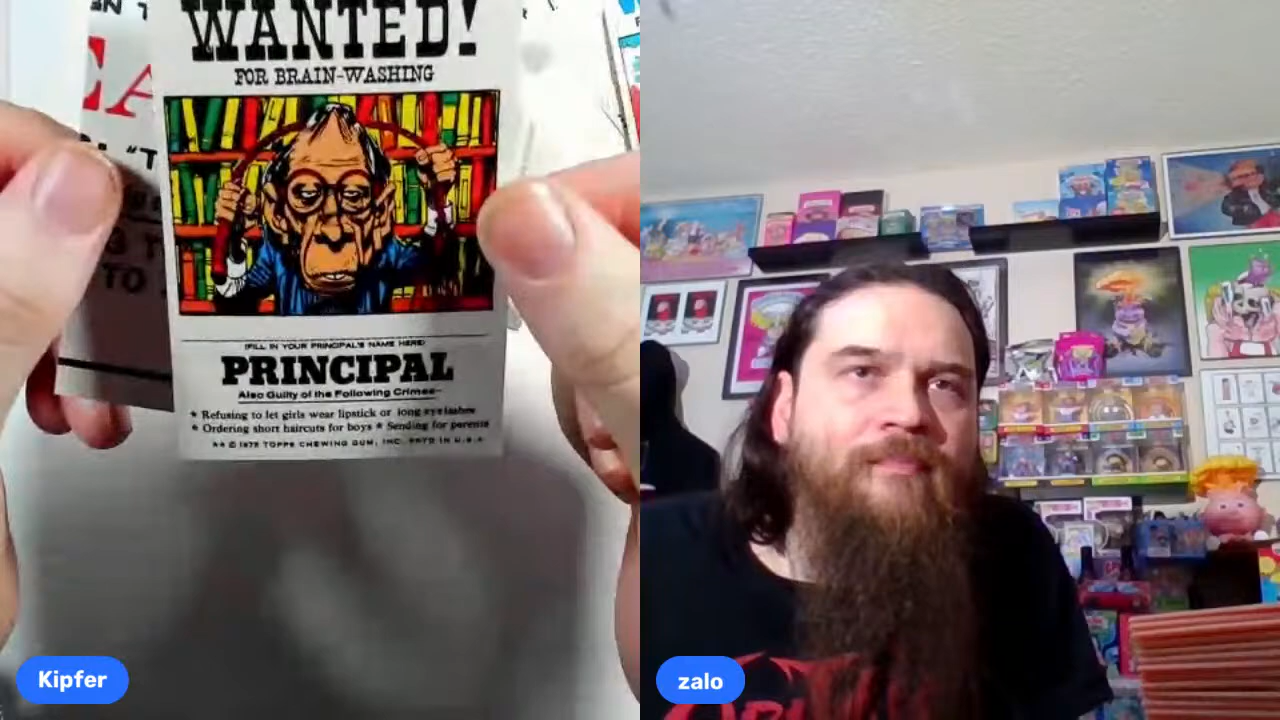 WANTED!
FOR BRAIN-WASHING
(FILL IN YOUR PRINCIPAL'S NAME HERE)
PRINCIPAL
Also Guilty of the Following Crimes—
* Refusing to let girls wear lipstick or long eyelashes
* Ordering short haircuts for boys * Sending for parents
** © 1975 TOPPS CHEWING GUM, INC. PRTD IN U.S.A.
EA
"T
TO
Kipfer
zalo